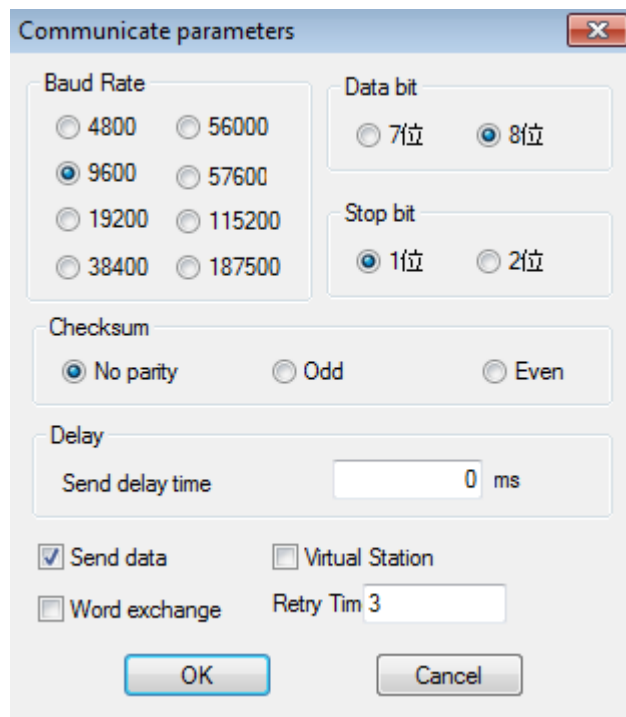 Communicate parameters
Baud Rate
4800 56000
9600 57600
19200 115200
38400 187500
Data bit
7位 8位
Stop bit
1位 2位
Checksum
No parity Odd Even
Delay
Send delay time 0 ms
Send data Virtual Station
Word exchange Retry Tim 3
OK Cancel